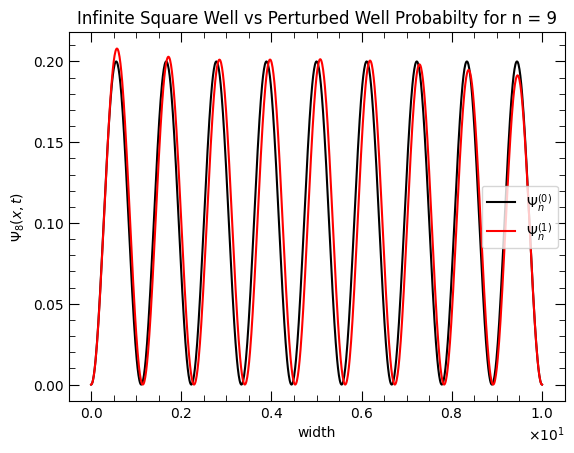 Infinite Square Well vs Perturbed Well Probabilty for n = 9
Ψ₈(x, t)
0.20
0.15
0.10
0.05
0.00
Ψₙ⁽⁰⁾
Ψₙ⁽¹⁾
0.0 0.2 0.4 0.6 0.8 1.0
width
×10¹